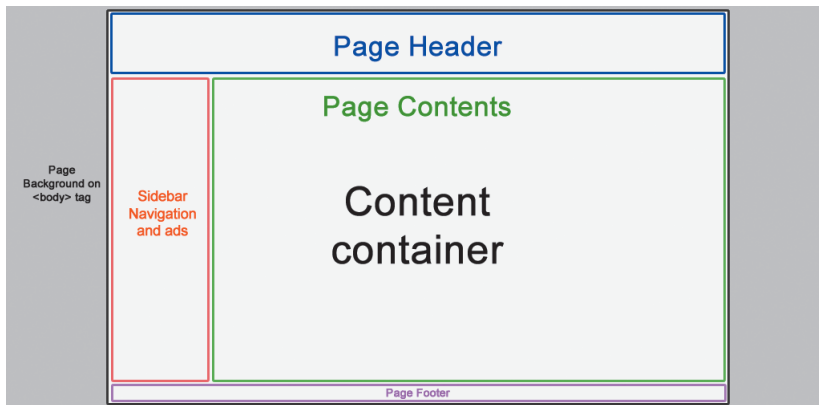 Page Header
Page Contents
Page
Background on
<body> tag
Sidebar
Navigation
and ads
Content
container
Page Footer